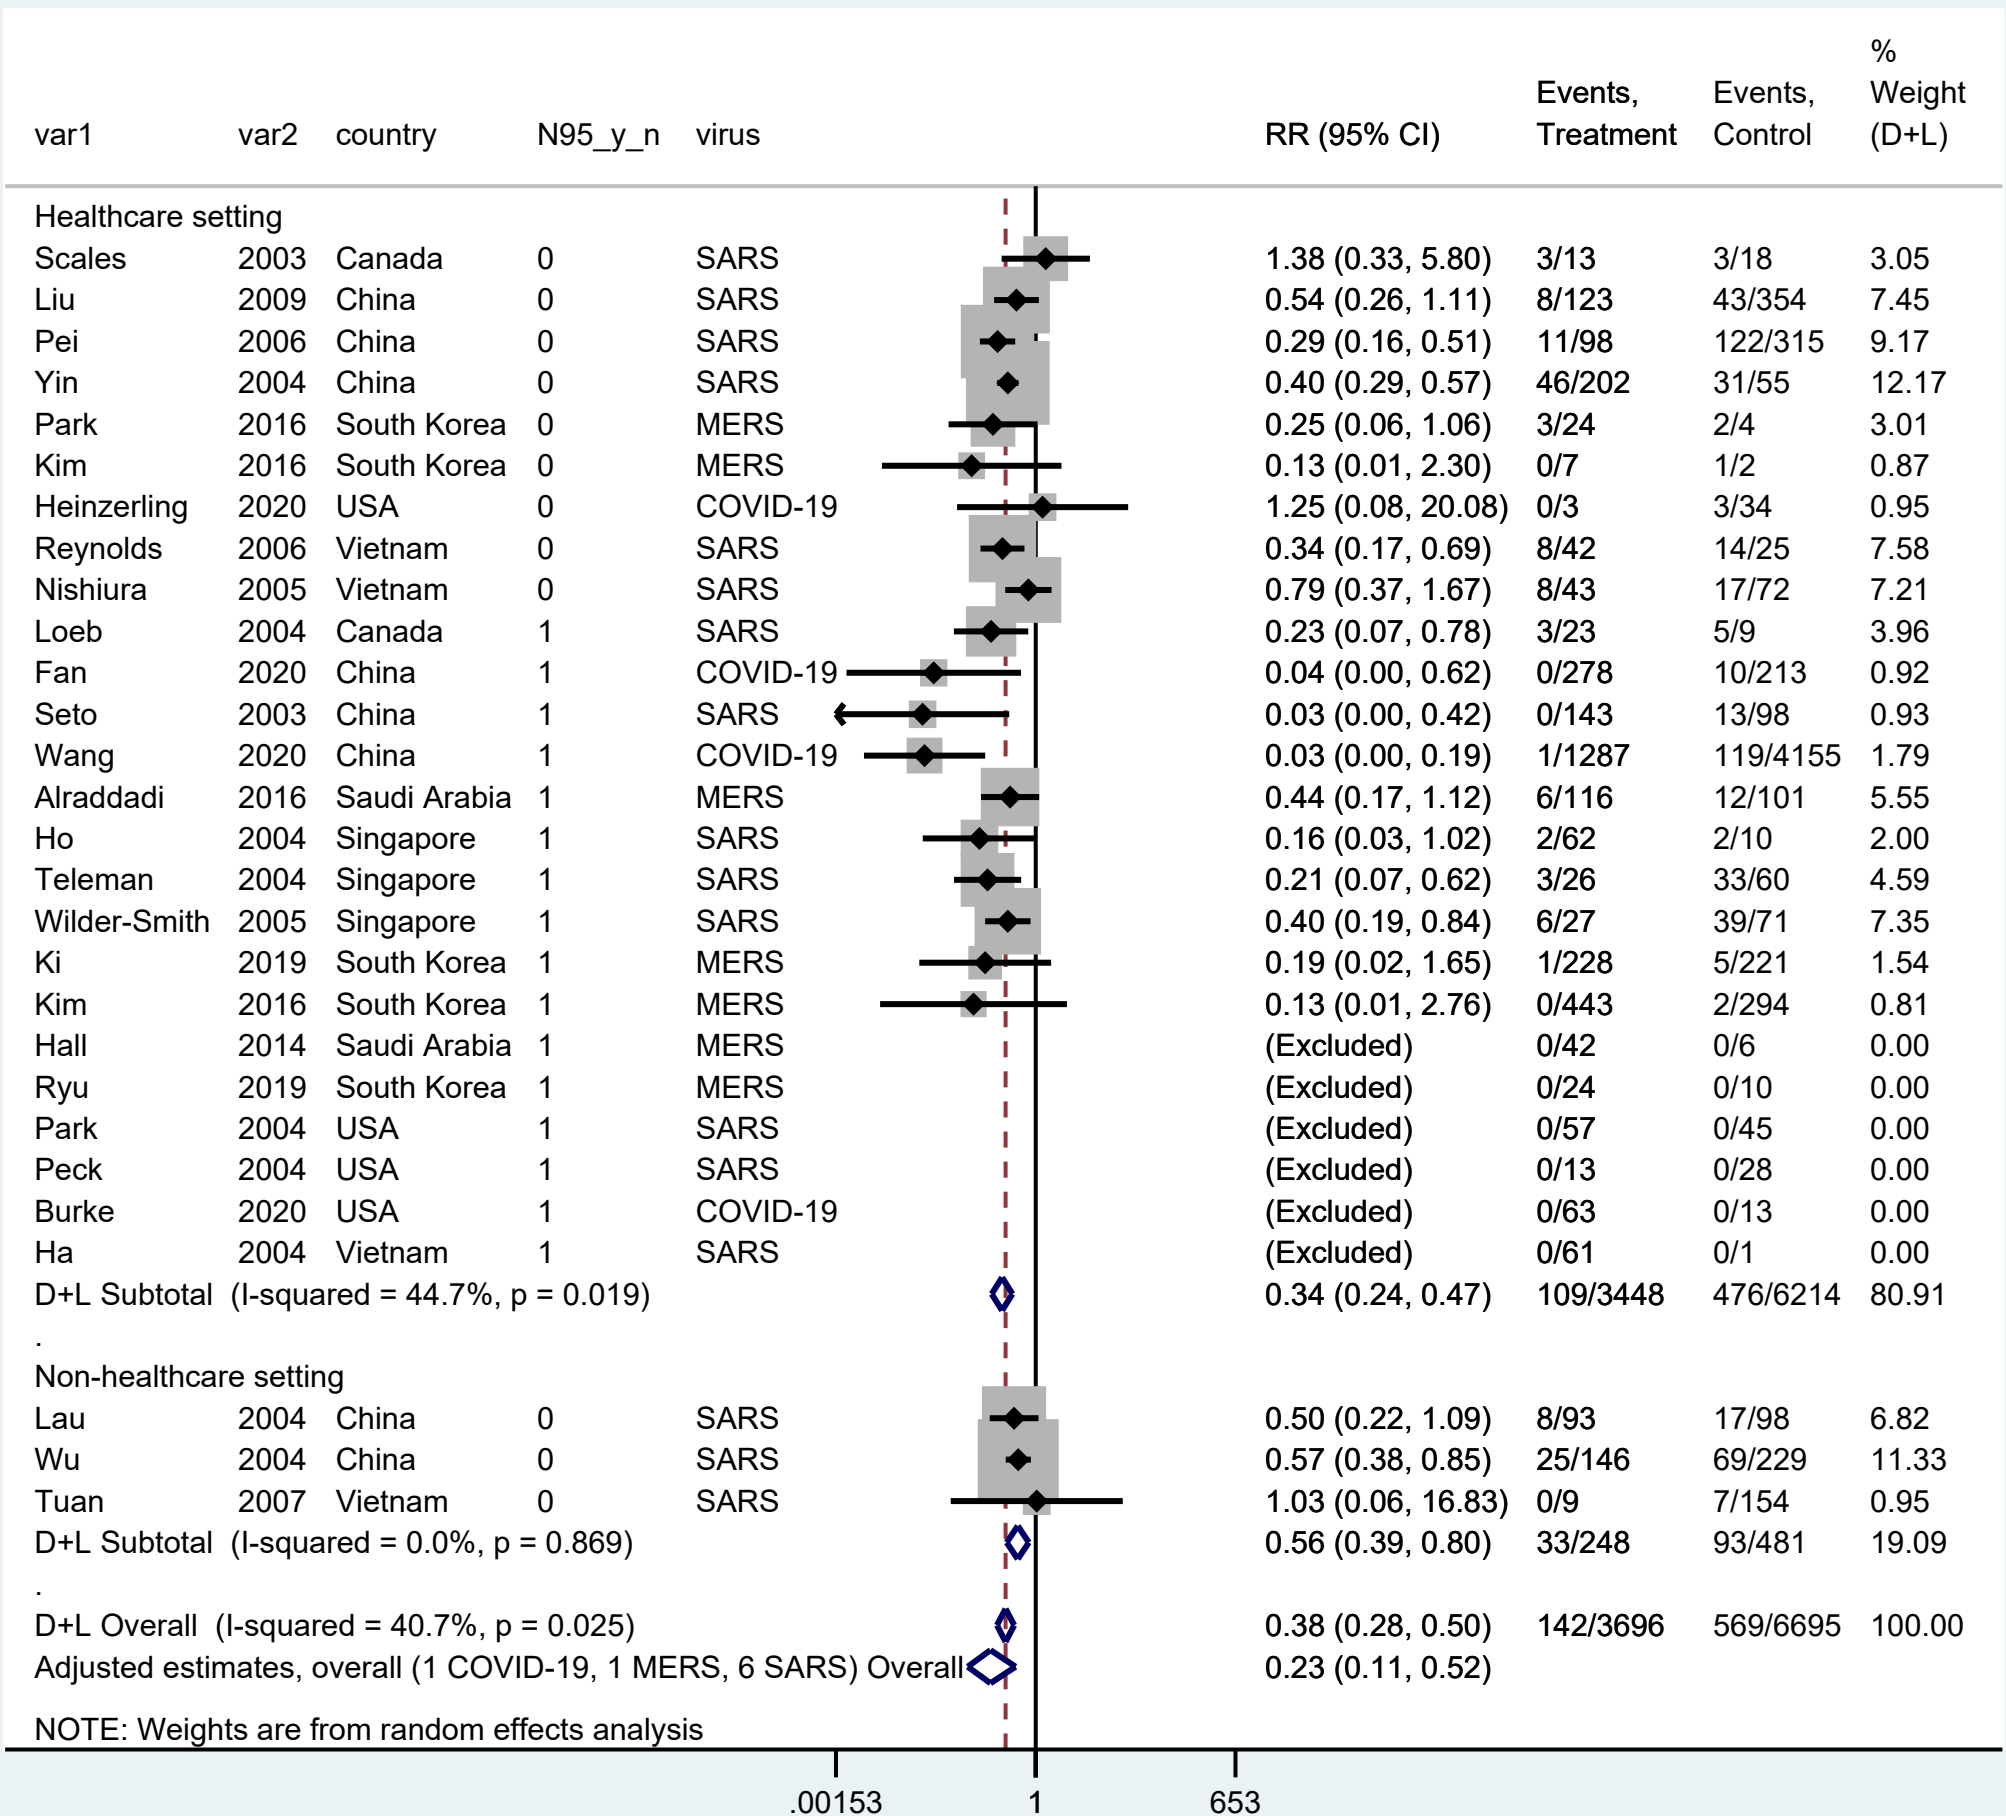 %
Events, Events, Weight
var1 var2 country N95_y_n virus RR (95% CI) Treatment Control (D+L)
Healthcare setting
Scales 2003 Canada 0 SARS 1.38 (0.33, 5.80) 3/13 3/18 3.05
Liu 2009 China 0 SARS 0.54 (0.26, 1.11) 8/123 43/354 7.45
Pei 2006 China 0 SARS 0.29 (0.16, 0.51) 11/98 122/315 9.17
Yin 2004 China 0 SARS 0.40 (0.29, 0.57) 46/202 31/55 12.17
Park 2016 South Korea 0 MERS 0.25 (0.06, 1.06) 3/24 2/4 3.01
Kim 2016 South Korea 0 MERS 0.13 (0.01, 2.30) 0/7 1/2 0.87
Heinzerling 2020 USA 0 COVID-19 1.25 (0.08, 20.08) 0/3 3/34 0.95
Reynolds 2006 Vietnam 0 SARS 0.34 (0.17, 0.69) 8/42 14/25 7.58
Nishiura 2005 Vietnam 0 SARS 0.79 (0.37, 1.67) 8/43 17/72 7.21
Loeb 2004 Canada 1 SARS 0.23 (0.07, 0.78) 3/23 5/9 3.96
Fan 2020 China 1 COVID-19 0.04 (0.00, 0.62) 0/278 10/213 0.92
Seto 2003 China 1 SARS 0.03 (0.00, 0.42) 0/143 13/98 0.93
Wang 2020 China 1 COVID-19 0.03 (0.00, 0.19) 1/1287 119/4155 1.79
Alraddadi 2016 Saudi Arabia 1 MERS 0.44 (0.17, 1.12) 6/116 12/101 5.55
Ho 2004 Singapore 1 SARS 0.16 (0.03, 1.02) 2/62 2/10 2.00
Teleman 2004 Singapore 1 SARS 0.21 (0.07, 0.62) 3/26 33/60 4.59
Wilder-Smith 2005 Singapore 1 SARS 0.40 (0.19, 0.84) 6/27 39/71 7.35
Ki 2019 South Korea 1 MERS 0.19 (0.02, 1.65) 1/228 5/221 1.54
Kim 2016 South Korea 1 MERS 0.13 (0.01, 2.76) 0/443 2/294 0.81
Hall 2014 Saudi Arabia 1 MERS (Excluded) 0/42 0/6 0.00
Ryu 2019 South Korea 1 MERS (Excluded) 0/24 0/10 0.00
Park 2004 USA 1 SARS (Excluded) 0/57 0/45 0.00
Peck 2004 USA 1 SARS (Excluded) 0/13 0/28 0.00
Burke 2020 USA 1 COVID-19 (Excluded) 0/63 0/13 0.00
Ha 2004 Vietnam 1 SARS (Excluded) 0/61 0/1 0.00
D+L Subtotal (I-squared = 44.7%, p = 0.019) 0.34 (0.24, 0.47) 109/3448 476/6214 80.91
.
Non-healthcare setting
Lau 2004 China 0 SARS 0.50 (0.22, 1.09) 8/93 17/98 6.82
Wu 2004 China 0 SARS 0.57 (0.38, 0.85) 25/146 69/229 11.33
Tuan 2007 Vietnam 0 SARS 1.03 (0.06, 16.83) 0/9 7/154 0.95
D+L Subtotal (I-squared = 0.0%, p = 0.869) 0.56 (0.39, 0.80) 33/248 93/481 19.09
.
D+L Overall (I-squared = 40.7%, p = 0.025) 0.38 (0.28, 0.50) 142/3696 569/6695 100.00
Adjusted estimates, overall (1 COVID-19, 1 MERS, 6 SARS) Overall 0.23 (0.11, 0.52)
NOTE: Weights are from random effects analysis
.00153 1 653